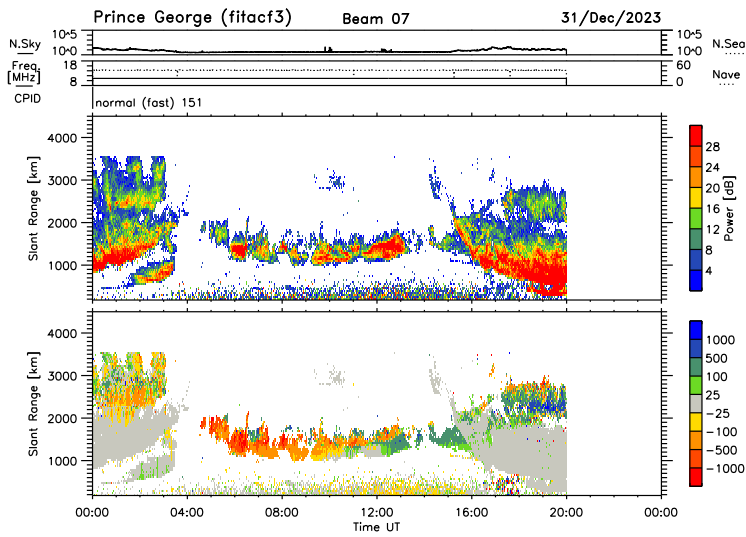 Prince George (fitacf3) Beam 07 31/Dec/2023
N.Sky 10^5 10^0 10^5 10^0 N.Sea
Freq. [MHz] 18 8 60 0 Nave
CPID normal (fast) 151
Slant Range [km] 4000 3000 2000 1000
Power [dB] 28 24 20 16 12 8 4
Slant Range [km] 4000 3000 2000 1000
1000 500 100 25 -25 -100 -500 -1000
00:00 04:00 08:00 12:00 16:00 20:00 00:00
Time UT